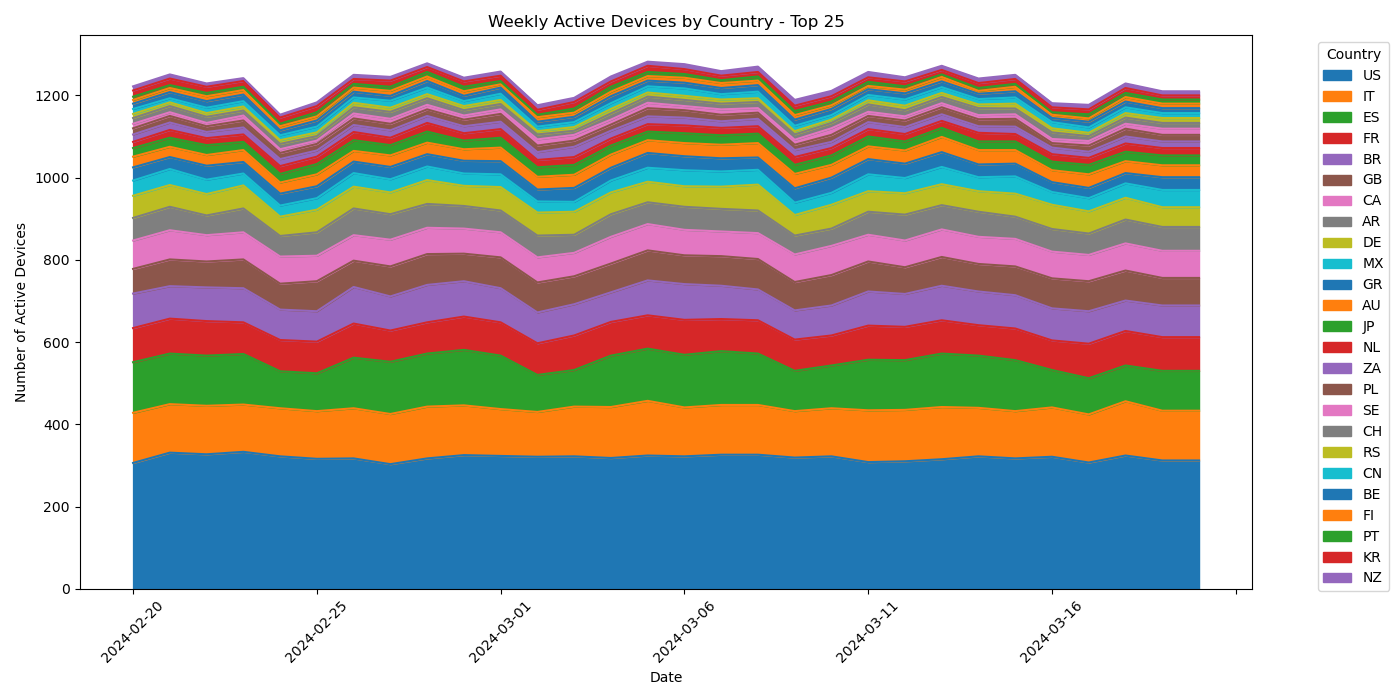 Weekly Active Devices by Country - Top 25
Number of Active Devices
1200
1000
800
600
400
200
0
2024-02-20
2024-02-25
2024-03-01
2024-03-06
2024-03-11
2024-03-16
Date
Country
US
IT
ES
FR
BR
GB
CA
AR
DE
MX
GR
AU
JP
NL
ZA
PL
SE
CH
RS
CN
BE
FI
PT
KR
NZ